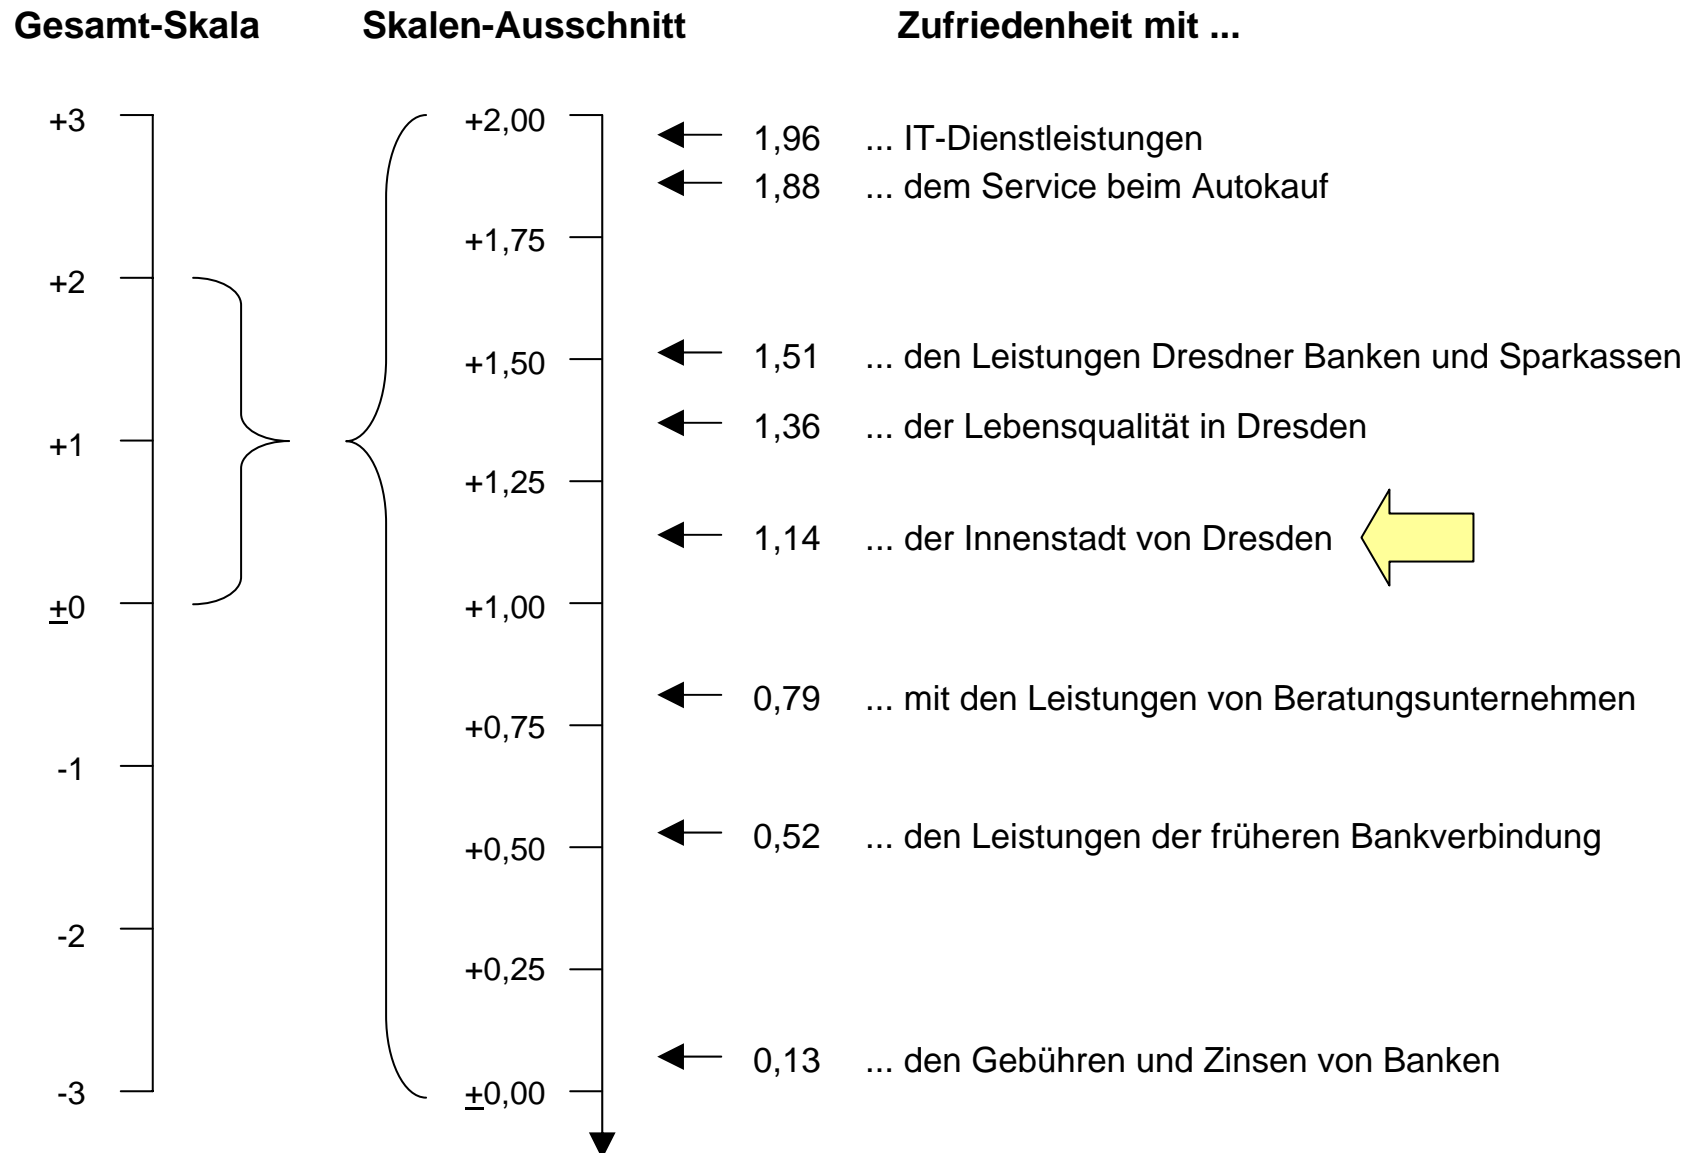 Gesamt-Skala Skalen-Ausschnitt Zufriedenheit mit ...
+3 +2,00 1,96 ... IT-Dienstleistungen
1,88 ... dem Service beim Autokauf
+1,75
+2
+1,50 1,51 ... den Leistungen Dresdner Banken und Sparkassen
1,36 ... der Lebensqualität in Dresden
+1
+1,25
1,14 ... der Innenstadt von Dresden
±0 +1,00
0,79 ... mit den Leistungen von Beratungsunternehmen
+0,75
-1
+0,50 0,52 ... den Leistungen der früheren Bankverbindung
-2
+0,25
0,13 ... den Gebühren und Zinsen von Banken
-3 ±0,00